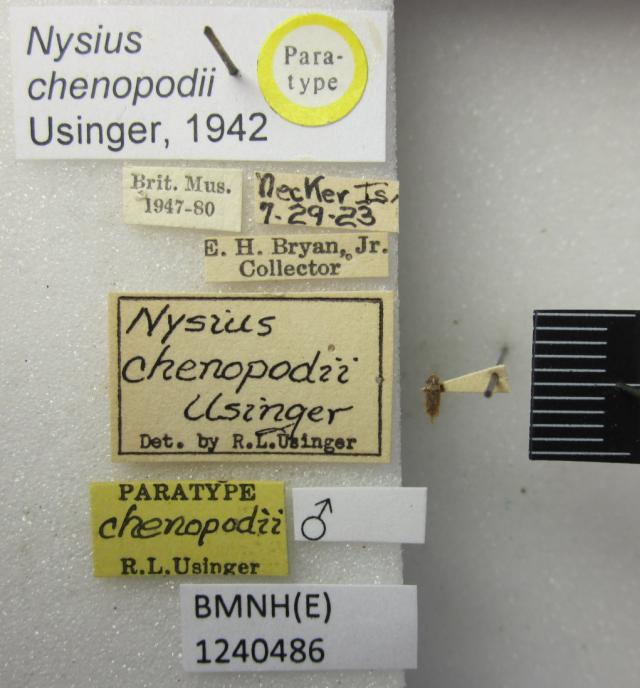 Nysius
chenopodii
Usinger, 1942
Para-
type
Brit. Mus.
1947-80
Necker Is.
7-29-23
E. H. Bryan, Jr.
Collector
Nysius
chenopodii
Usinger
Det. by R.L.Usinger
PARATYPE
chenopodii
R.L.Usinger
♂
BMNH(E)
1240486